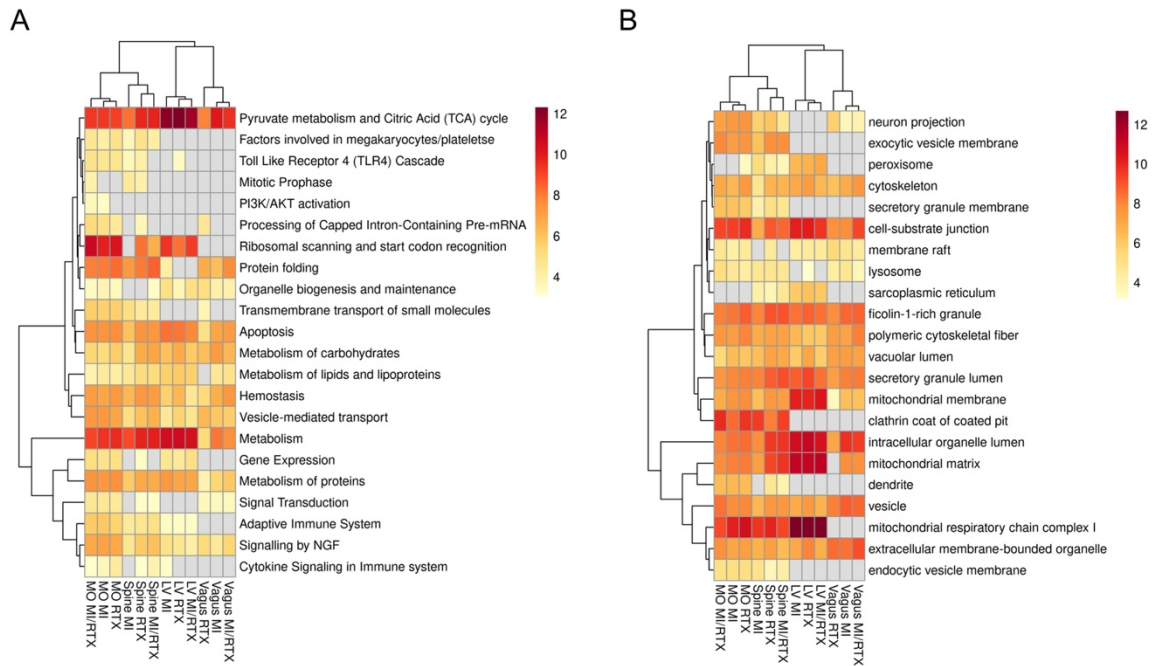 A
Pyruvate metabolism and Citric Acid (TCA) cycle
Factors involved in megakaryocytes/plateletse
Toll Like Receptor 4 (TLR4) Cascade
Mitotic Prophase
PI3K/AKT activation
Processing of Capped Intron-Containing Pre-mRNA
Ribosomal scanning and start codon recognition
Protein folding
Organelle biogenesis and maintenance
Transmembrane transport of small molecules
Apoptosis
Metabolism of carbohydrates
Metabolism of lipids and lipoproteins
Hemostasis
Vesicle-mediated transport
Metabolism
Gene Expression
Metabolism of proteins
Signal Transduction
Adaptive Immune System
Signalling by NGF
Cytokine Signaling in Immune system
MO MI/RTX
MO MI
MO RTX
Spine MI
Spine RTX
Spine MI/RTX
LV MI
LV RTX
LV MI/RTX
Vagus RTX
Vagus MI
Vagus MI/RTX
12
10
8
6
4
B
neuron projection
exocytic vesicle membrane
peroxisome
cytoskeleton
secretory granule membrane
cell-substrate junction
membrane raft
lysosome
sarcoplasmic reticulum
ficolin-1-rich granule
polymeric cytoskeletal fiber
vacuolar lumen
secretory granule lumen
mitochondrial membrane
clathrin coat of coated pit
intracellular organelle lumen
mitochondrial matrix
dendrite
vesicle
mitochondrial respiratory chain complex I
extracellular membrane-bounded organelle
endocytic vesicle membrane
MO MI/RTX
MO MI
MO RTX
Spine MI
Spine RTX
Spine MI/RTX
LV MI
LV RTX
LV MI/RTX
Vagus RTX
Vagus MI
Vagus MI/RTX
12
10
8
6
4